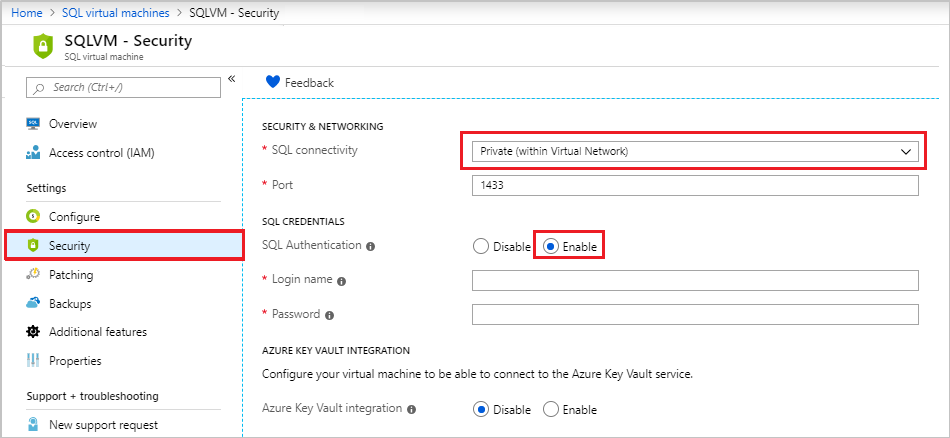 Home > SQL virtual machines > SQLVM - Security
SQLVM - Security
SQL virtual machine
Search (Ctrl+/)
«
Overview
Access control (IAM)
Settings
Configure
Security
Patching
Backups
Additional features
Properties
Support + troubleshooting
New support request
Feedback
SECURITY & NETWORKING
* SQL connectivity
Private (within Virtual Network)
* Port
1433
SQL CREDENTIALS
SQL Authentication
Disable Enable
* Login name
* Password
AZURE KEY VAULT INTEGRATION
Configure your virtual machine to be able to connect to the Azure Key Vault service.
Azure Key Vault integration
Disable Enable